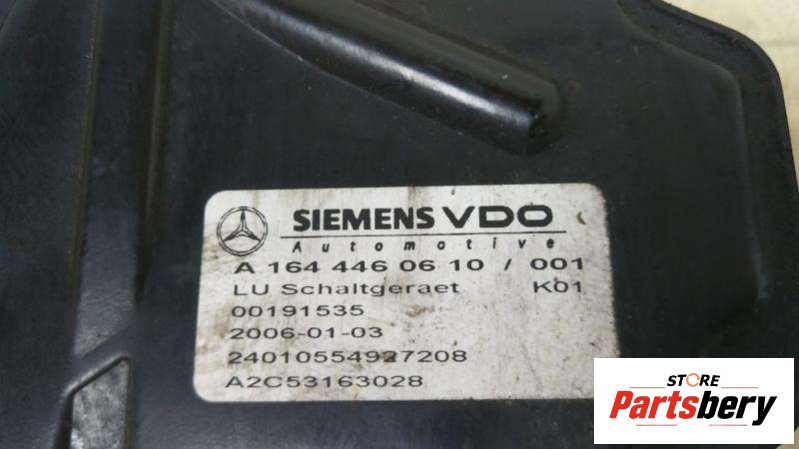 SIEMENS VDO
Automotive
A 164 446 06 10 / 001
LU Schaltgeraet K01
00191535
2006-01-03
24010554927208
A2C53163028
STORE
Partsbery